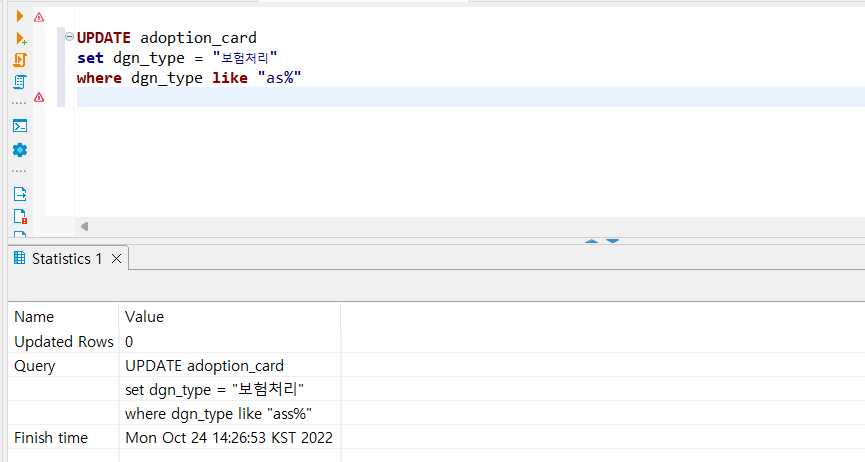 UPDATE adoption_card
set dgn_type = "보험처리"
where dgn_type like "as%"
Statistics 1
Name Value
Updated Rows 0
Query UPDATE adoption_card
set dgn_type = "보험처리"
where dgn_type like "ass%"
Finish time Mon Oct 24 14:26:53 KST 2022